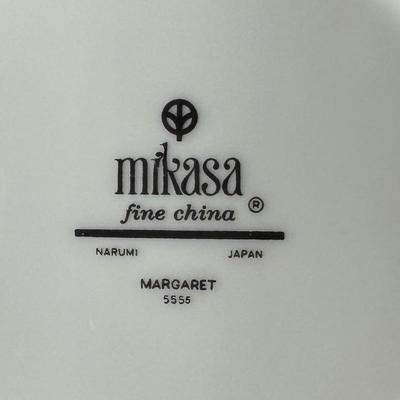 mikasa
fine china ®
NARUMI JAPAN
MARGARET
5555